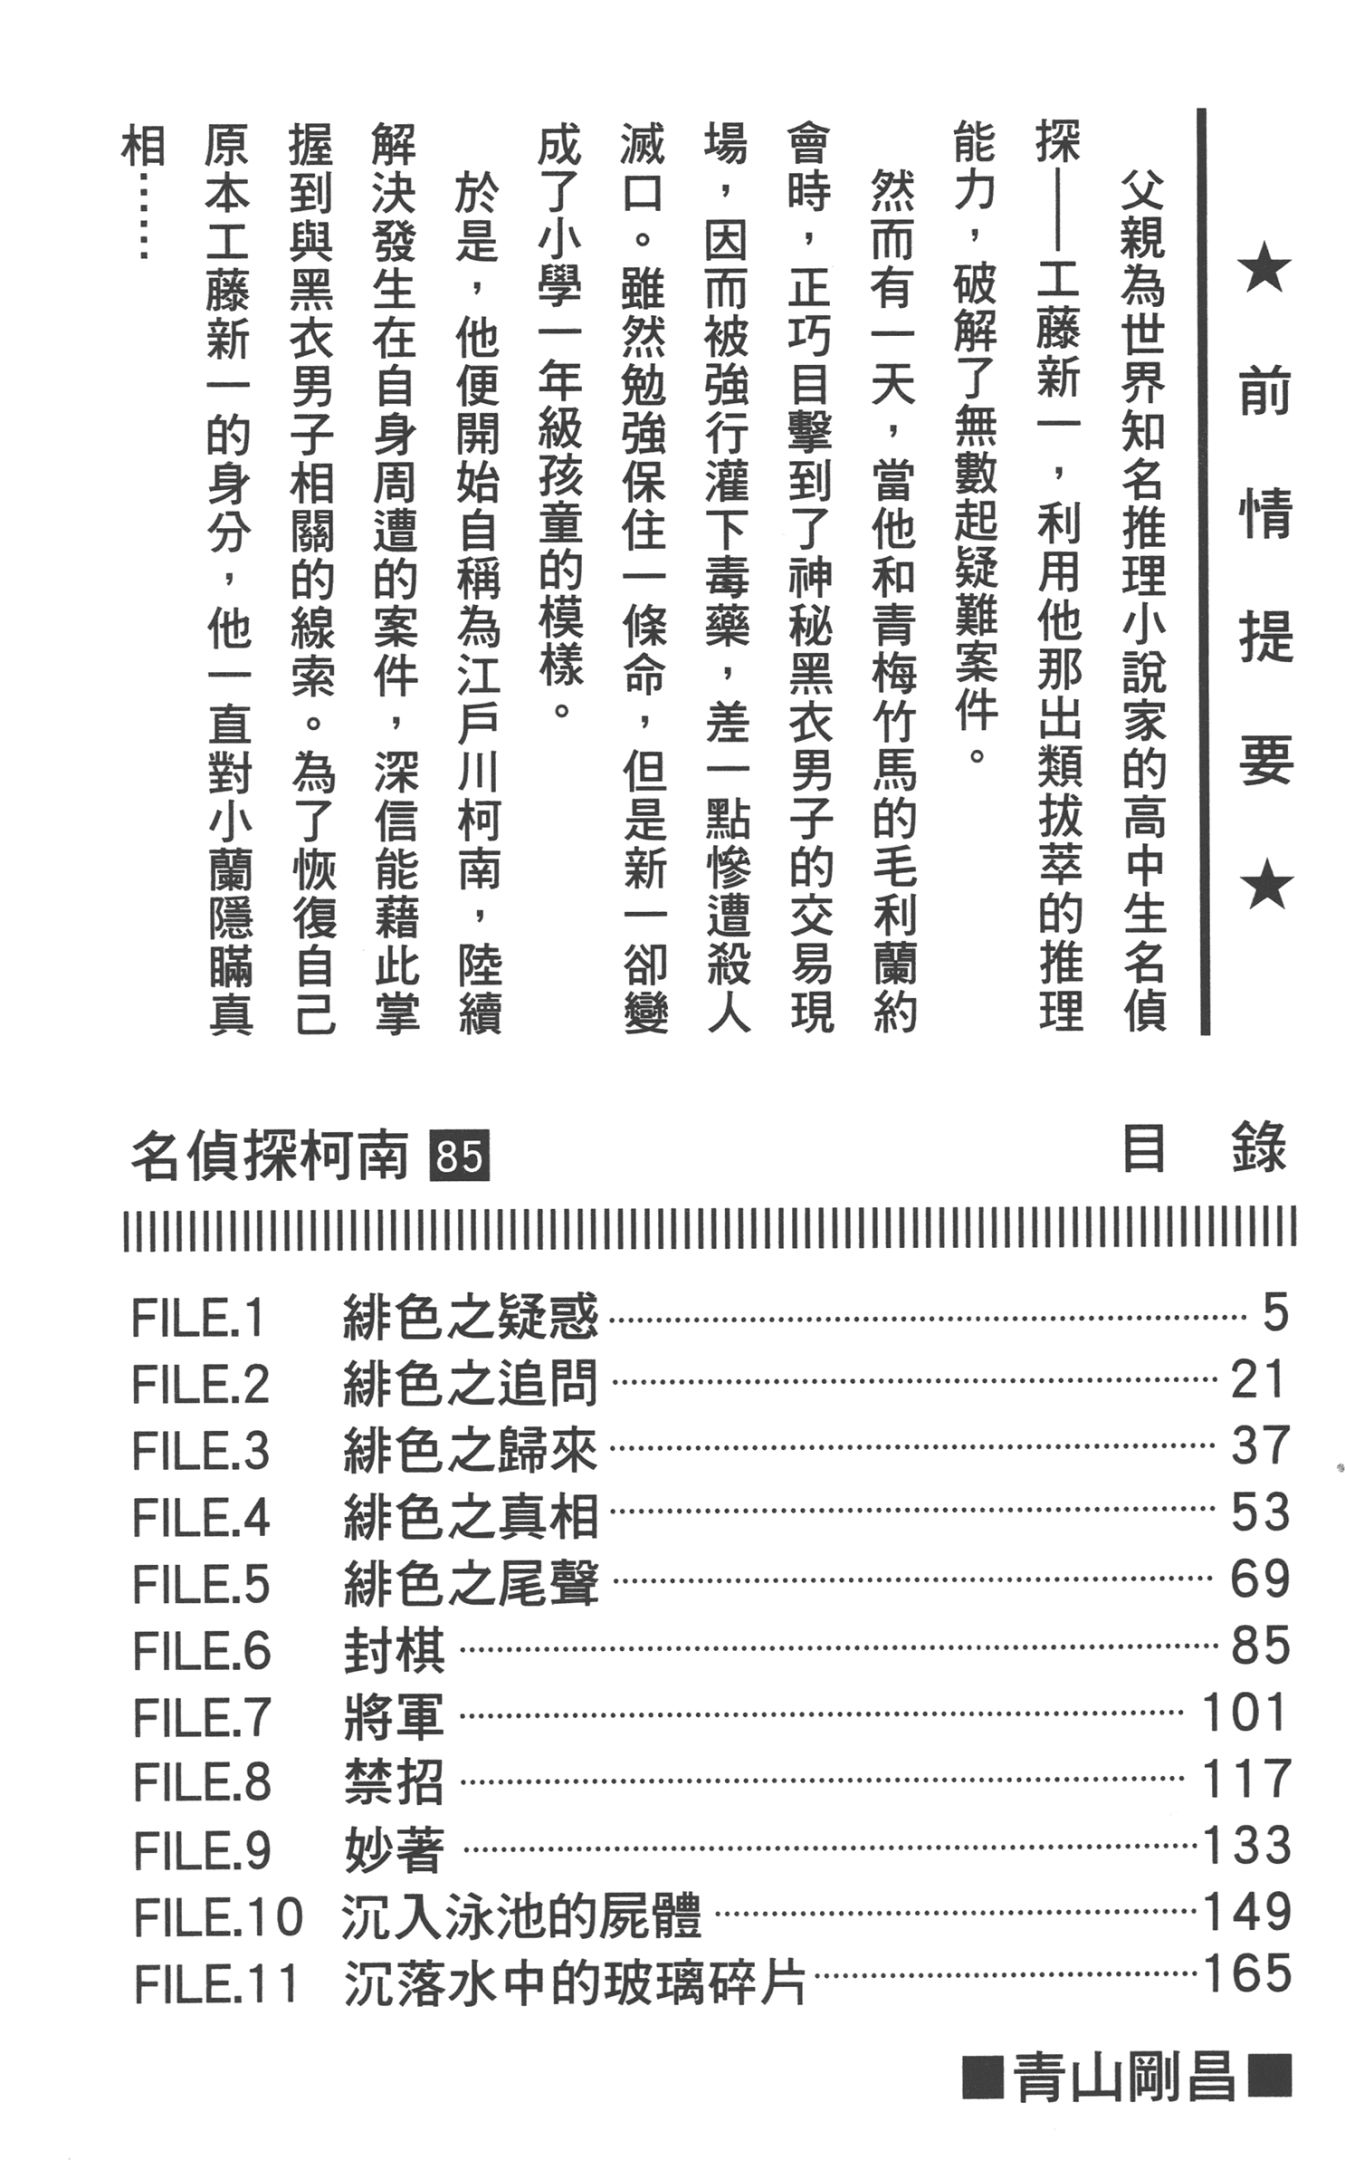 ★前情提要★
父親為世界知名推理小說家的高中生名偵
探——工藤新一，利用他那出類拔萃的推理
能力，破解了無數起疑難案件。
然而有一天，當他和青梅竹馬的毛利蘭約
會時，正巧目擊到了神秘黑衣男子的交易現
場，因而被強行灌下毒藥，差一點慘遭殺人
滅口。雖然勉強保住一條命，但是新一卻變
成了小學一年級孩童的模樣。
於是，他便開始自稱為江戶川柯南，陸續
解決發生在自身周遭的案件，深信能藉此掌
握到與黑衣男子相關的線索。為了恢復自己
原本工藤新一的身分，他一直對小蘭隱瞞真
相……
名偵探柯南 85 目 錄
FILE.1 緋色之疑惑 5
FILE.2 緋色之追問 21
FILE.3 緋色之歸來 37
FILE.4 緋色之真相 53
FILE.5 緋色之尾聲 69
FILE.6 封棋 85
FILE.7 將軍 101
FILE.8 禁招 117
FILE.9 妙著 133
FILE.10 沉入泳池的屍體 149
FILE.11 沉落水中的玻璃碎片 165
■青山剛昌■